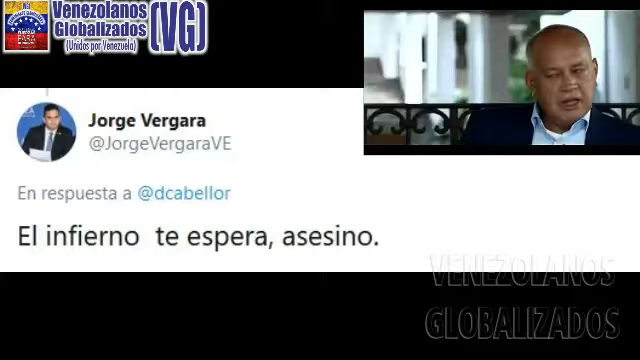 Venezolanos
Globalizados
(Unidos por Venezuela)
(VG)
PARA
Jorge Vergara
@JorgeVergaraVE
En respuesta a @dcabellor
El infierno te espera, asesino.
VENEZOLANOS
GLOBALIZADOS